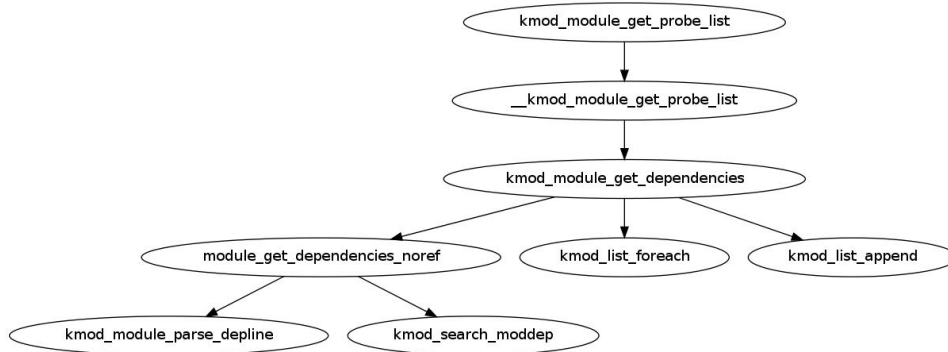 kmod_module_get_probe_list
__kmod_module_get_probe_list
kmod_module_get_dependencies
module_get_dependencies_noref
kmod_list_foreach
kmod_list_append
kmod_module_parse_depline
kmod_search_moddep